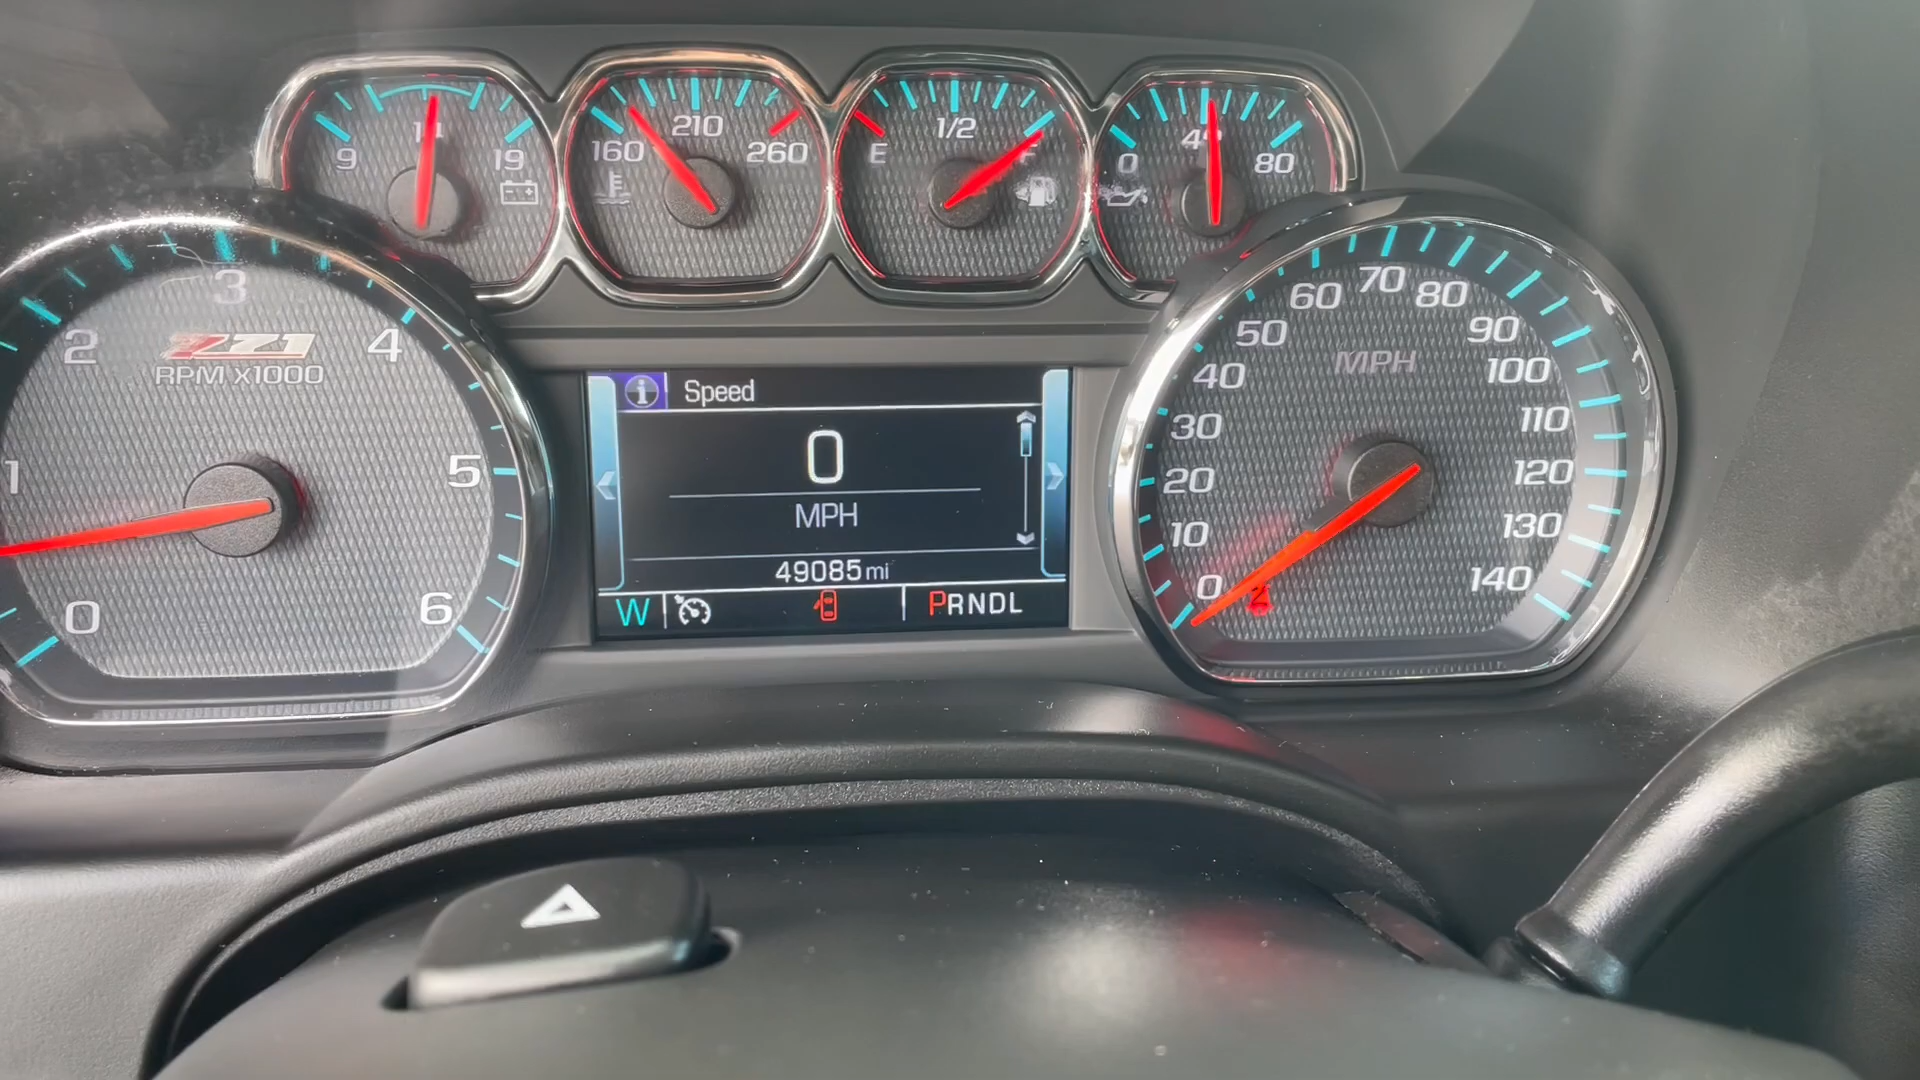 9 14 19
160 210 260
E 1/2 F
0 40 80
0 1 2 3 4 5 6
Z71
RPM X1000
Speed
0
MPH
49085 mi
W
PRNDL
0 10 20 30 40 50 60 70 80 90 100 110 120 130 140
MPH